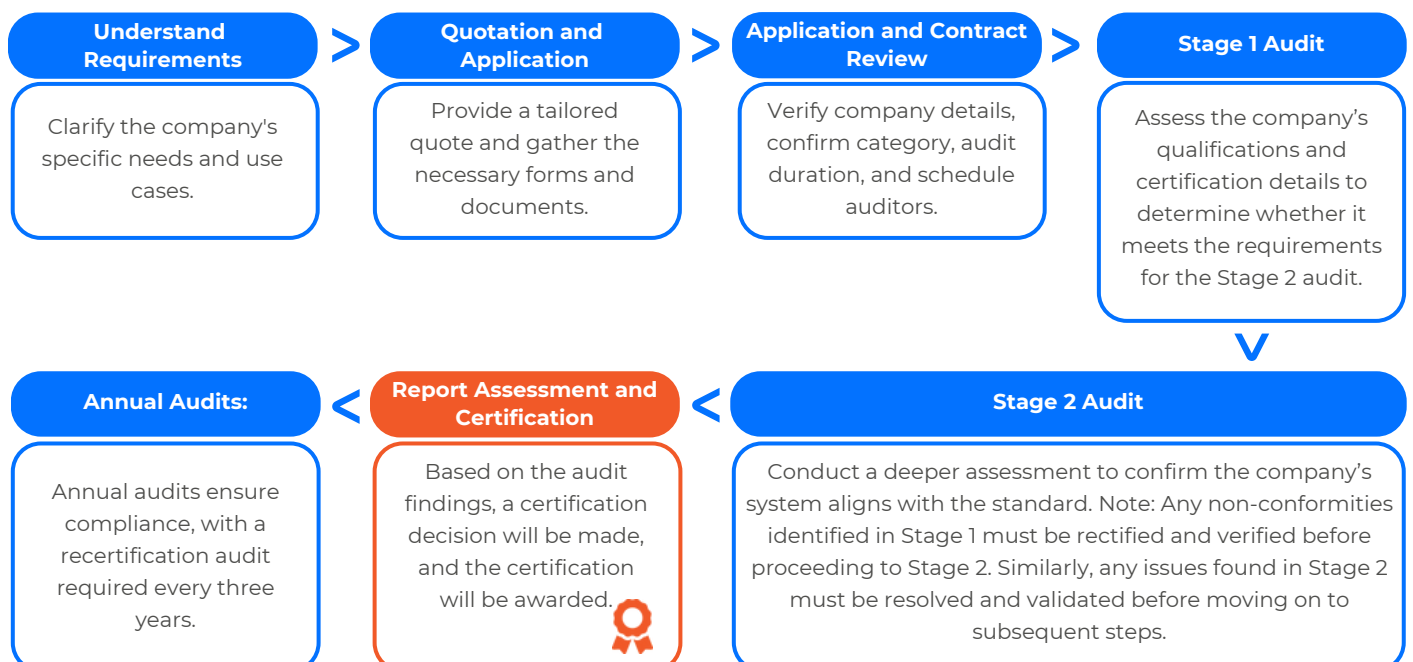 Understand
Requirements
Clarify the company's
specific needs and use
cases.
>
Quotation and
Application
Provide a tailored
quote and gather the
necessary forms and
documents.
>
Application and Contract
Review
Verify company details,
confirm category, audit
duration, and schedule
auditors.
>
Stage 1 Audit
Assess the company’s
qualifications and
certification details to
determine whether it
meets the requirements
for the Stage 2 audit.
>
Stage 2 Audit
Conduct a deeper assessment to confirm the company’s
system aligns with the standard. Note: Any non-conformities
identified in Stage 1 must be rectified and verified before
proceeding to Stage 2. Similarly, any issues found in Stage 2
must be resolved and validated before moving on to
subsequent steps.
<
Report Assessment and
Certification
Based on the audit
findings, a certification
decision will be made,
and the certification
will be awarded.
<
Annual Audits:
Annual audits ensure
compliance, with a
recertification audit
required every three
years.